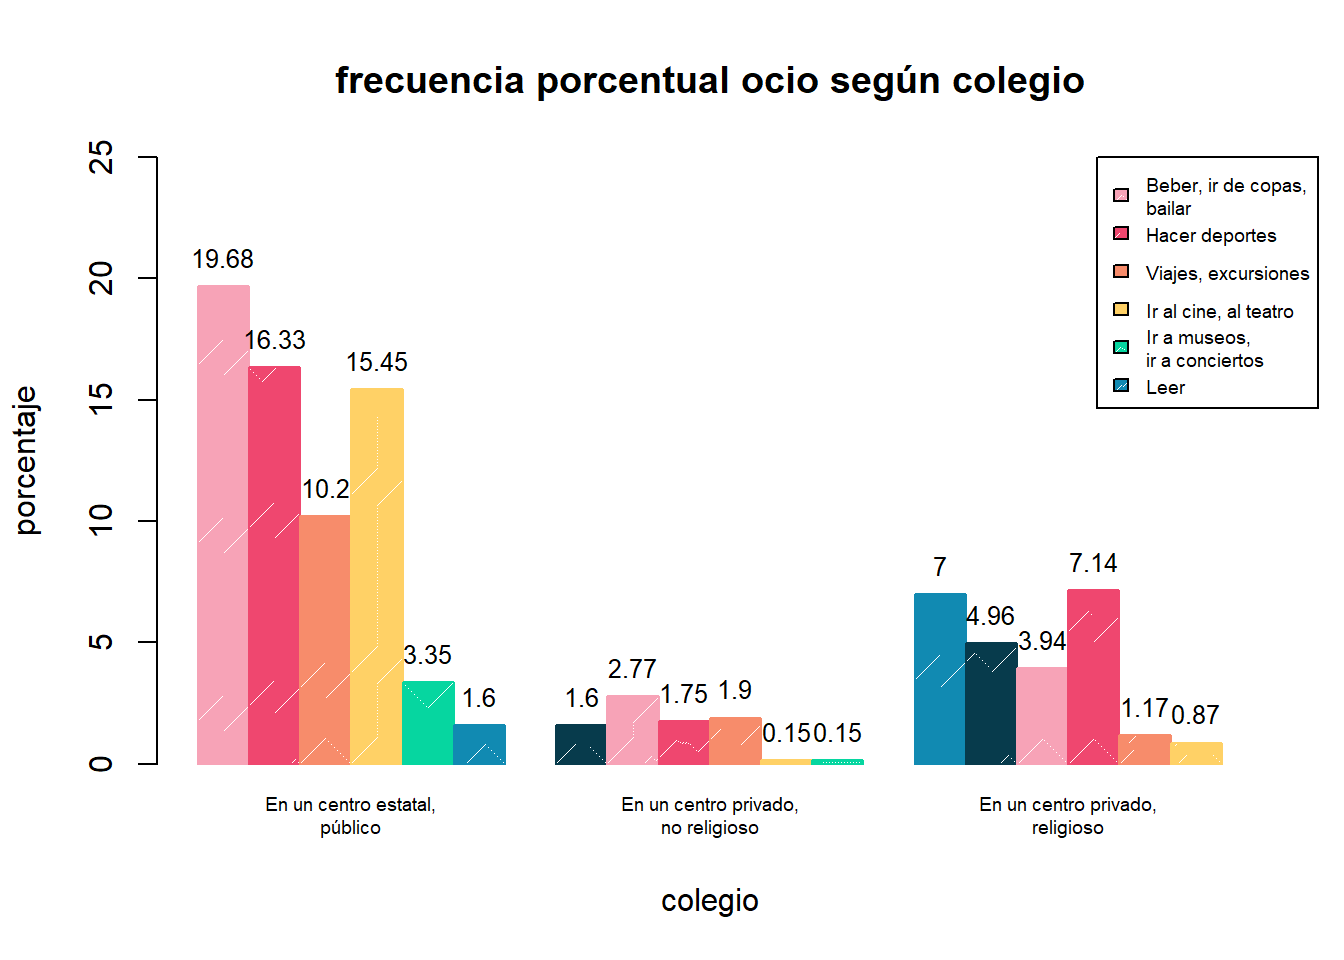 frecuencia porcentual ocio según colegio
porcentaje
25
20
15
10
5
0
19.68
16.33
10.2
15.45
3.35
1.6
1.6
2.77
1.75
1.9
0.15
0.15
7
4.96
3.94
7.14
1.17
0.87
Beber, ir de copas,
bailar
Hacer deportes
Viajes, excursiones
Ir al cine, al teatro
Ir a museos,
ir a conciertos
Leer
En un centro estatal,
público
En un centro privado,
no religioso
En un centro privado,
religioso
colegio